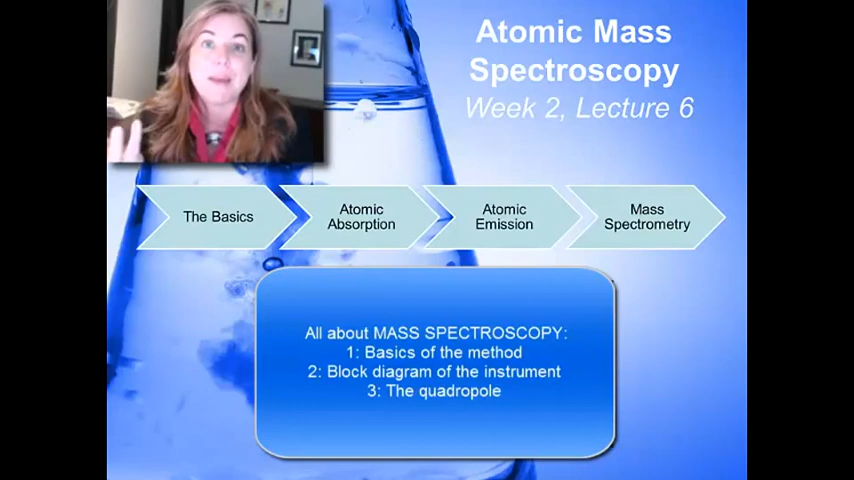 Atomic Mass
Spectroscopy
Week 2, Lecture 6
The Basics
Atomic
Absorption
Atomic
Emission
Mass
Spectrometry
All about MASS SPECTROSCOPY:
1: Basics of the method
2: Block diagram of the instrument
3: The quadropole